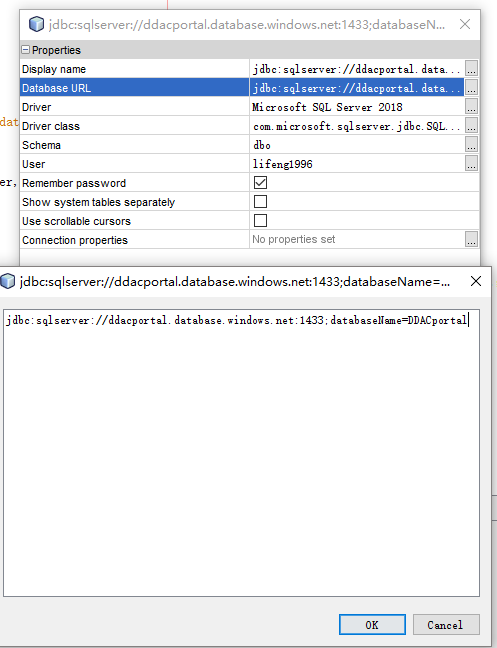 jdbc:sqlserver://ddacportal.database.windows.net:1433;databaseN...
Properties
Display name jdbc:sqlserver://ddacportal.data... ...
Database URL jdbc:sqlserver://ddacportal.data... ...
dat
Driver Microsoft SQL Server 2018
Driver class com.microsoft.sqlserver.jdbc.SQL... ...
Schema dbo ...
User lifeng1996 ...
er,
Remember password
Show system tables separately
Use scrollable cursors
Connection properties No properties set ...
jdbc:sqlserver://ddacportal.database.windows.net:1433;databaseName=...
jdbc:sqlserver://ddacportal.database.windows.net:1433;databaseName=DDACportal
OK Cancel